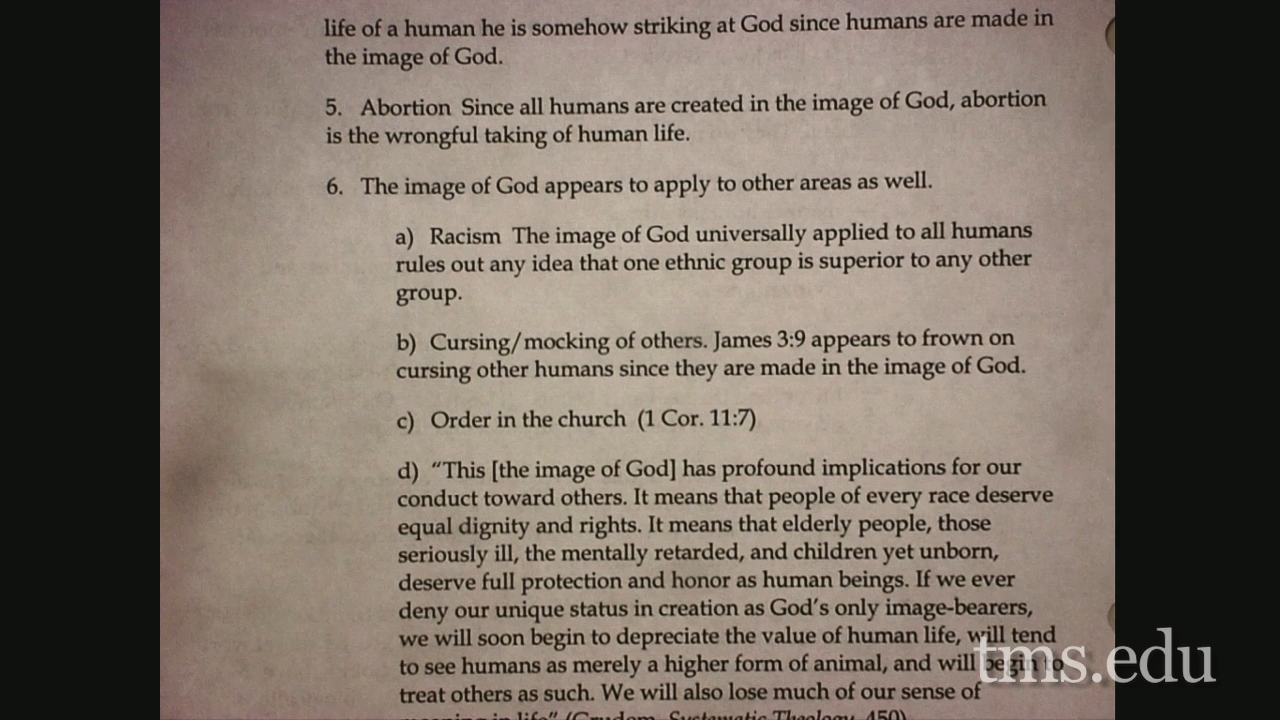 life of a human he is somehow striking at God since humans are made in
the image of God.
5. Abortion Since all humans are created in the image of God, abortion
is the wrongful taking of human life.
6. The image of God appears to apply to other areas as well.
a) Racism The image of God universally applied to all humans
rules out any idea that one ethnic group is superior to any other
group.
b) Cursing/mocking of others. James 3:9 appears to frown on
cursing other humans since they are made in the image of God.
c) Order in the church (1 Cor. 11:7)
d) “This [the image of God] has profound implications for our
conduct toward others. It means that people of every race deserve
equal dignity and rights. It means that elderly people, those
seriously ill, the mentally retarded, and children yet unborn,
deserve full protection and honor as human beings. If we ever
deny our unique status in creation as God’s only image-bearers,
we will soon begin to depreciate the value of human life, will tend
to see humans as merely a higher form of animal, and will begin to
treat others as such. We will also lose much of our sense of
meaning in life” (Grudem, Systematic Theology, 450)
tms.edu